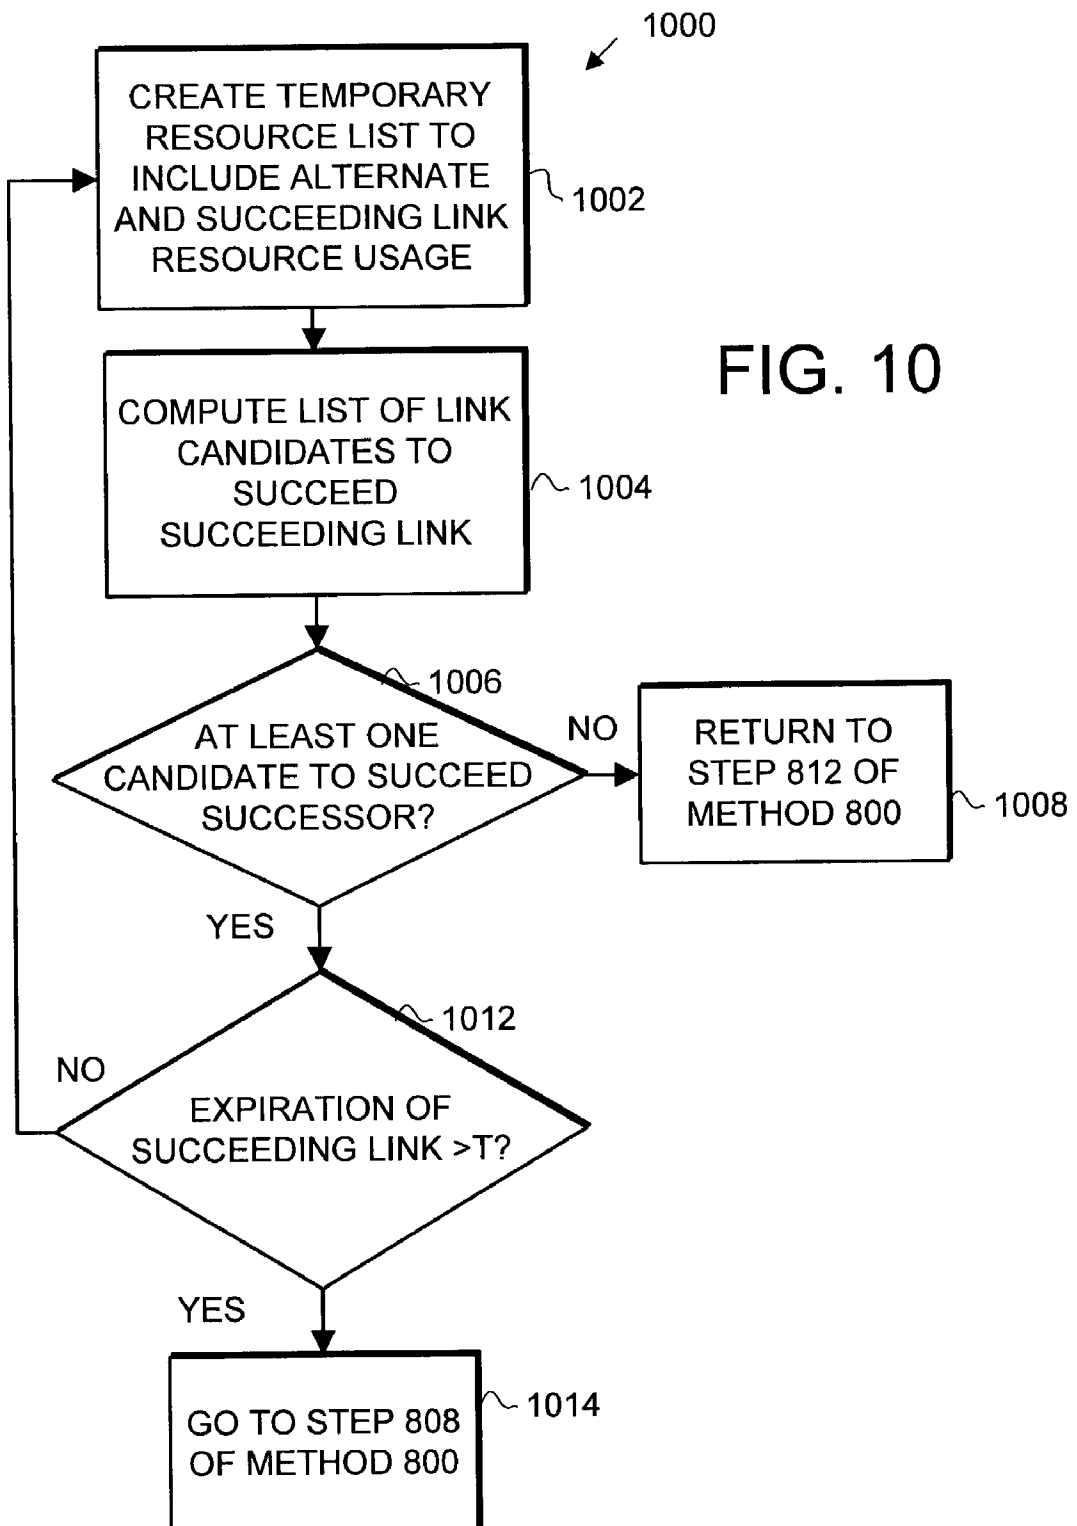 1000
CREATE TEMPORARY
RESOURCE LIST TO
INCLUDE ALTERNATE
AND SUCCEEDING LINK
RESOURCE USAGE
1002
FIG. 10
COMPUTE LIST OF LINK
CANDIDATES TO
SUCCEED
SUCCEEDING LINK
1004
1006
AT LEAST ONE
CANDIDATE TO SUCCEED
SUCCESSOR?
NO
RETURN TO
STEP 812 OF
METHOD 800
1008
YES
1012
NO
EXPIRATION OF
SUCCEEDING LINK >T?
YES
GO TO STEP 808
OF METHOD 800
1014